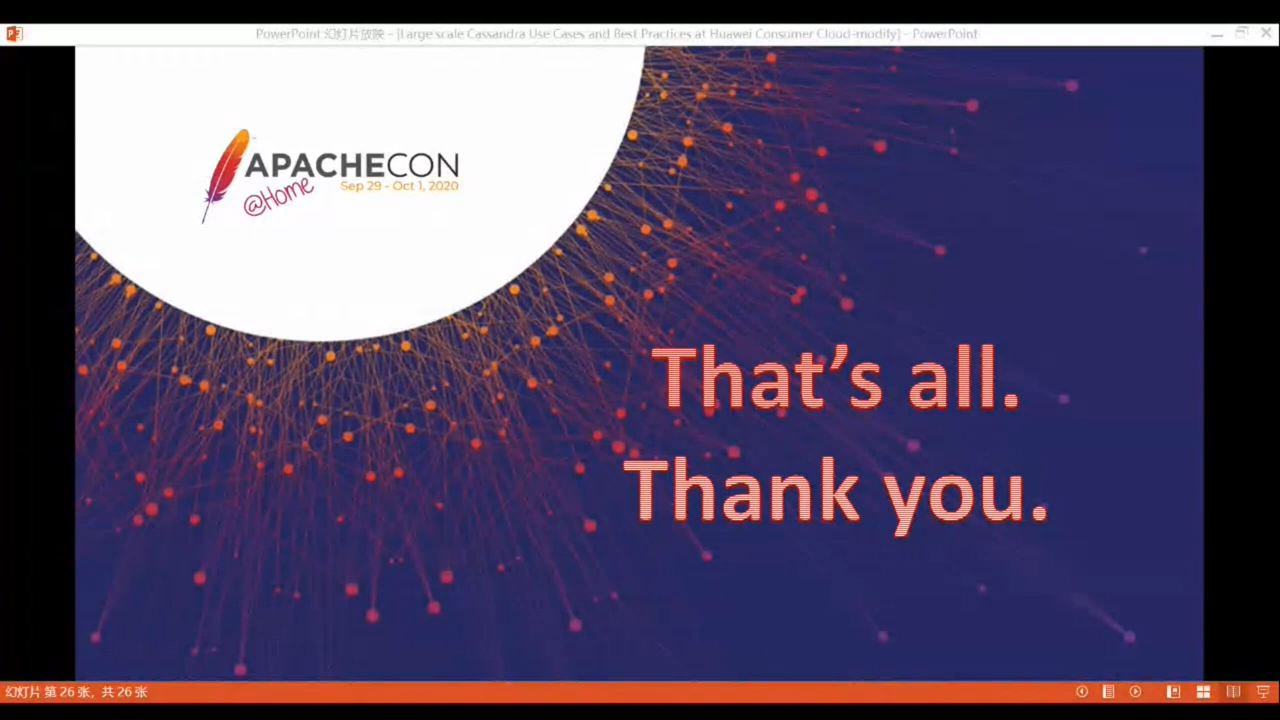 PowerPoint 幻灯片放映 - [Large scale Cassandra Use Cases and Best Practices at Huawei Consumer Cloud-modify] - PowerPoint
APACHECON
@Home
Sep 29 - Oct 1, 2020
That's all.
Thank you.
幻灯片 第 26 张，共 26 张